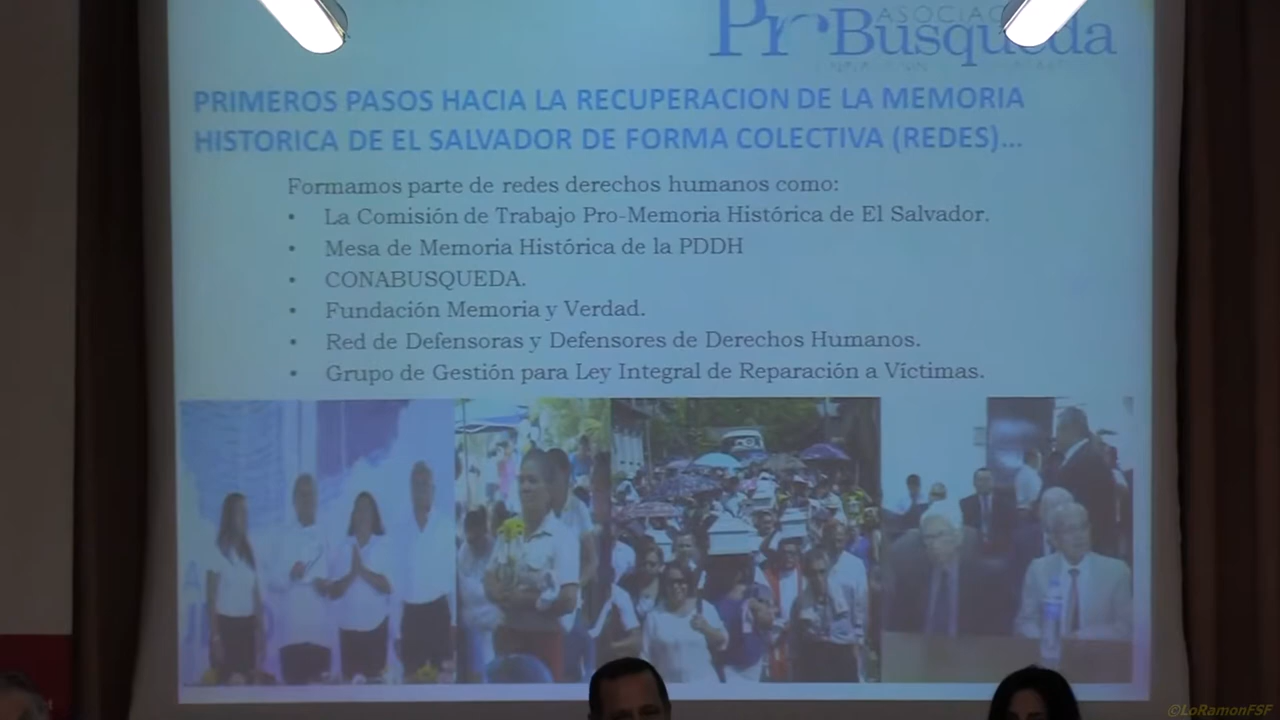 ASOCIAC
Pro Búsqueda
PRIMEROS PASOS HACIA LA RECUPERACION DE LA MEMORIA
HISTORICA DE EL SALVADOR DE FORMA COLECTIVA (REDES)...
Formamos parte de redes derechos humanos como:
• La Comisión de Trabajo Pro-Memoria Histórica de El Salvador.
• Mesa de Memoria Histórica de la PDDH
• CONABUSQUEDA.
• Fundación Memoria y Verdad.
• Red de Defensoras y Defensores de Derechos Humanos.
• Grupo de Gestión para Ley Integral de Reparación a Víctimas.
©LoRamonFSF